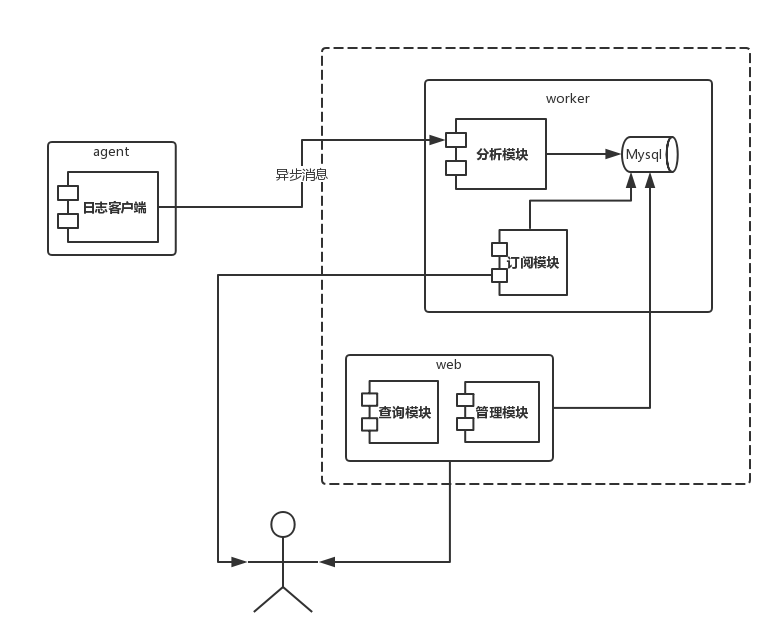 worker
agent
分析模块
Mysql
异步消息
日志客户端
订阅模块
web
查询模块
管理模块